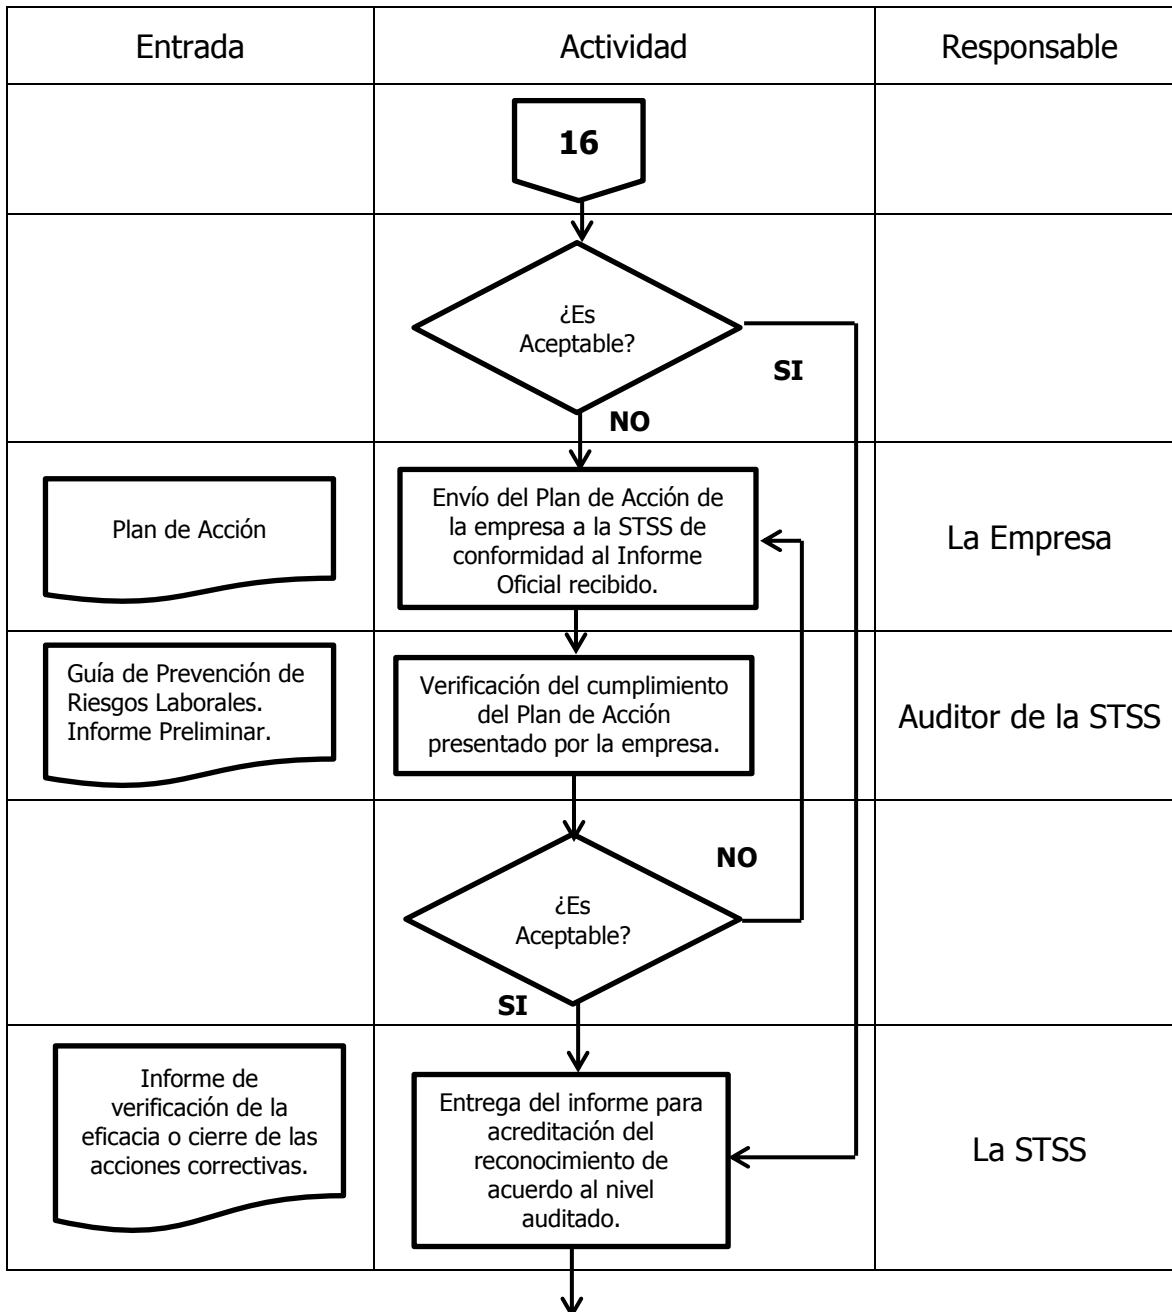 Entrada
Actividad
Responsable
16
¿Es
Aceptable?
SI
NO
Plan de Acción
Envío del Plan de Acción de
la empresa a la STSS de
conformidad al Informe
Oficial recibido.
La Empresa
Guía de Prevención de
Riesgos Laborales.
Informe Preliminar.
Verificación del cumplimiento
del Plan de Acción
presentado por la empresa.
Auditor de la STSS
¿Es
Aceptable?
NO
SI
Informe de
verificación de la
eficacia o cierre de las
acciones correctivas.
Entrega del informe para
acreditación del
reconocimiento de
acuerdo al nivel
auditado.
La STSS